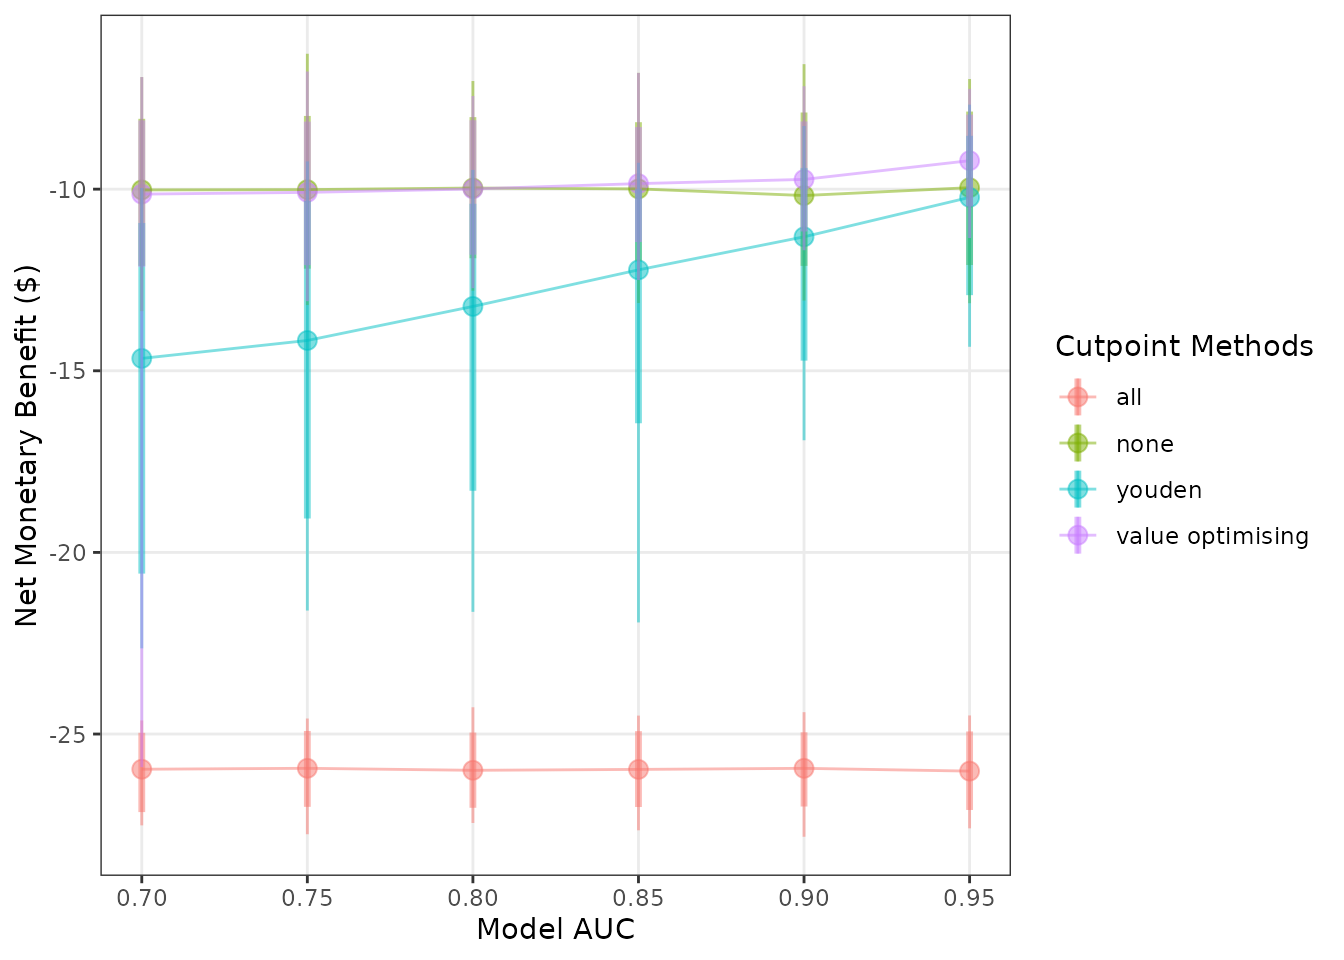 Net Monetary Benefit ($)
-10
-15
-20
-25
0.70 0.75 0.80 0.85 0.90 0.95
Model AUC
Cutpoint Methods
all
none
youden
value optimising